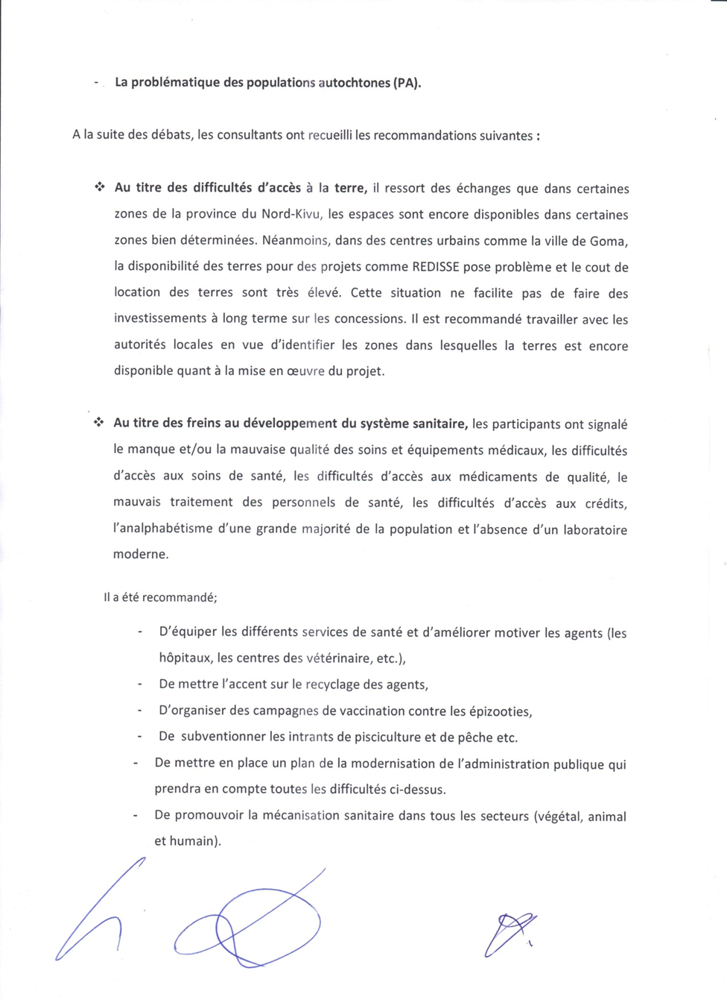 - La problématique des populations autochtones (PA).
A la suite des débats, les consultants ont recueilli les recommandations suivantes :
❖ Au titre des difficultés d'accès à la terre, il ressort des échanges que dans certaines
zones de la province du Nord-Kivu, les espaces sont encore disponibles dans certaines
zones bien déterminées. Néanmoins, dans des centres urbains comme la ville de Goma,
la disponibilité des terres pour des projets comme REDISSE pose problème et le cout de
location des terres sont très élevé. Cette situation ne facilite pas de faire des
investissements à long terme sur les concessions. Il est recommandé travailler avec les
autorités locales en vue d'identifier les zones dans lesquelles la terres est encore
disponible quant à la mise en œuvre du projet.
❖ Au titre des freins au développement du système sanitaire, les participants ont signalé
le manque et/ou la mauvaise qualité des soins et équipements médicaux, les difficultés
d'accès aux soins de santé, les difficultés d'accès aux médicaments de qualité, le
mauvais traitement des personnels de santé, les difficultés d'accès aux crédits,
l'analphabétisme d'une grande majorité de la population et l'absence d'un laboratoire
moderne.
Il a été recommandé;
- D'équiper les différents services de santé et d'améliorer motiver les agents (les
hôpitaux, les centres des vétérinaire, etc.),
- De mettre l'accent sur le recyclage des agents,
- D'organiser des campagnes de vaccination contre les épizooties,
- De subventionner les intrants de pisciculture et de pêche etc.
- De mettre en place un plan de la modernisation de l'administration publique qui
prendra en compte toutes les difficultés ci-dessus.
- De promouvoir la mécanisation sanitaire dans tous les secteurs (végétal, animal
et humain).